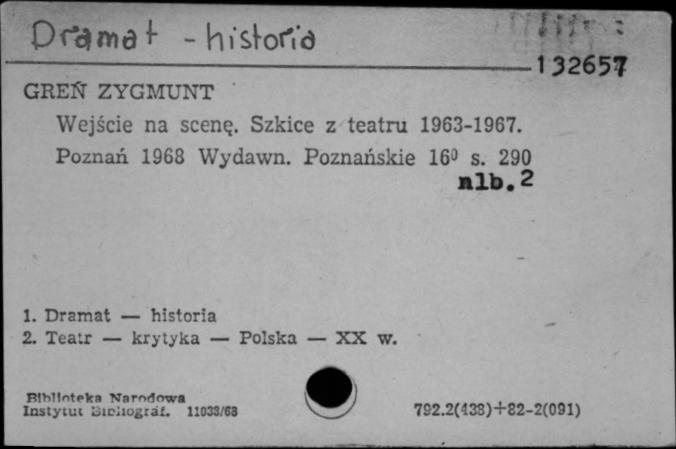 Dramat - historia
132657
GREŃ ZYGMUNT
Wejście na scenę. Szkice z teatru 1963-1967.
Poznań 1968 Wydawn. Poznańskie 16⁰ s. 290
nlb. 2
1. Dramat — historia
2. Teatr — krytyka — Polska — XX w.
Biblioteka Narodowa
Instytut Bibliograf. 11033/68
792.2(438)+82-2(091)